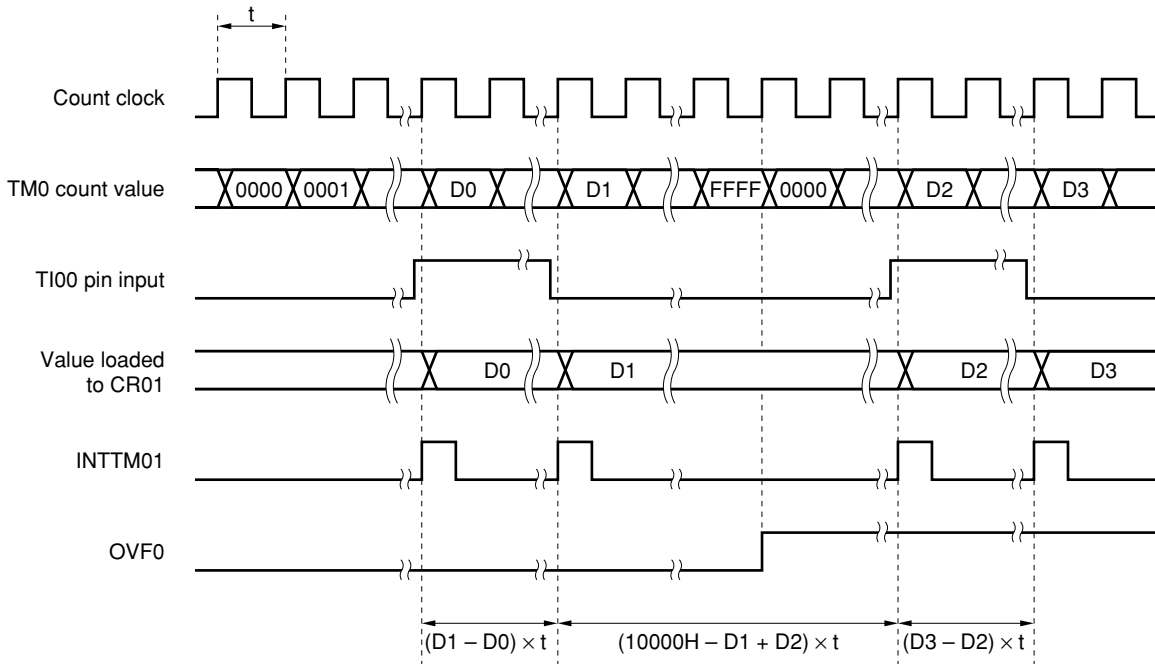 t
Count clock
TM0 count value 0000 0001 D0 D1 FFFF 0000 D2 D3
TI00 pin input
Value loaded
to CR01
D0 D1 D2 D3
INTTM01
OVF0
(D1 – D0) × t (10000H – D1 + D2) × t (D3 – D2) × t